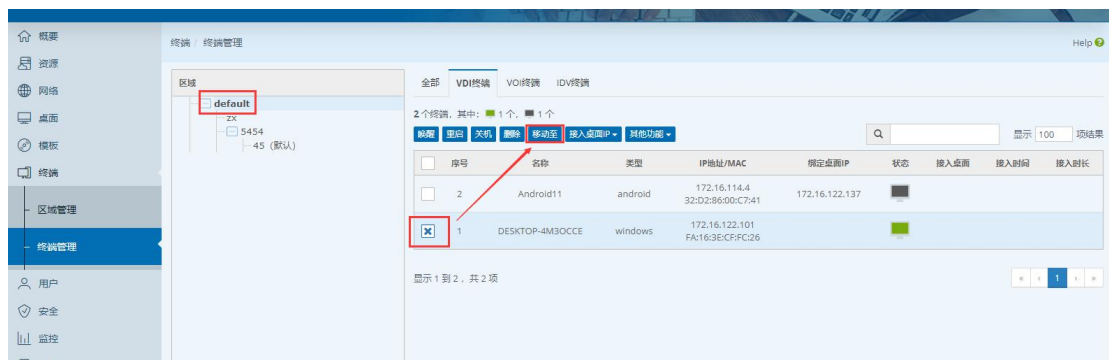 概要
资源
网络
桌面
模板
终端
区域管理
终端管理
用户
安全
监控
终端 / 终端管理
Help
区域
default
zx
5454
45 (默认)
全部 VDI终端 VOI终端 IDV终端
2个终端, 其中: 1个, 1个
唤醒 重启 关机 删除 移动至 接入桌面IP 其他功能
显示 100 项结果
序号 名称 类型 IP地址/MAC 绑定桌面IP 状态 接入桌面 接入时间 接入时长
2 Android11 android 172.16.114.4 172.16.122.137
32:D2:86:00:C7:41
1 DESKTOP-4M3OCCE windows 172.16.122.101
FA:16:3E:CF:FC:26
显示 1 到 2 , 共 2 项
« ‹ 1 › »